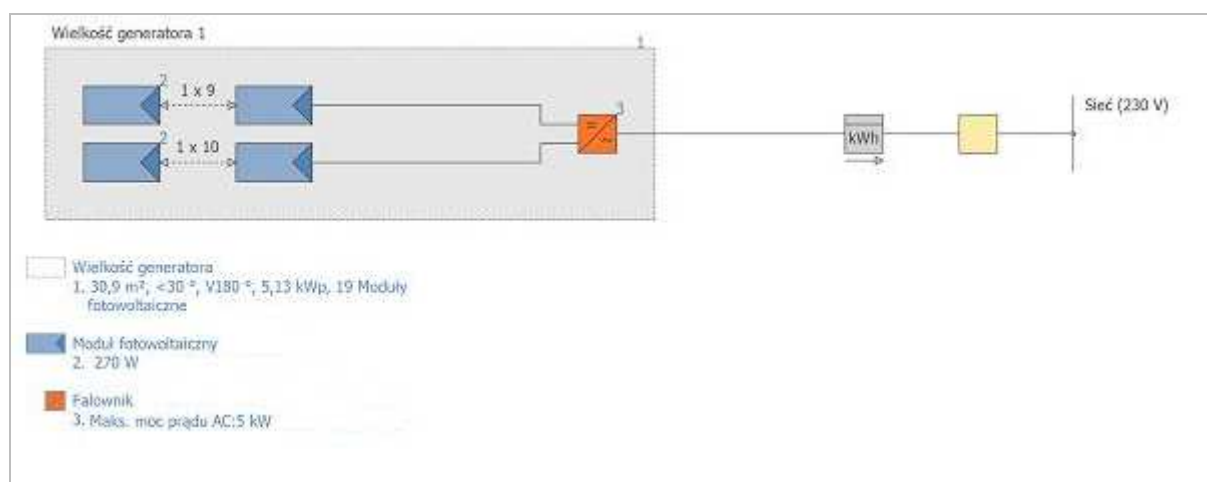 Wielkość generatora 1
1
2
1 x 9
3
Sieć (230 V)
2
1 x 10
=
~
kWh
Wielkość generatora
1. 30,9 m², <30 °, V180 °, 5,13 kWp, 19 Moduły
fotowoltaiczne
Moduł fotowoltaiczny
2. 270 W
Falownik
3. Maks. moc prądu AC:5 kW